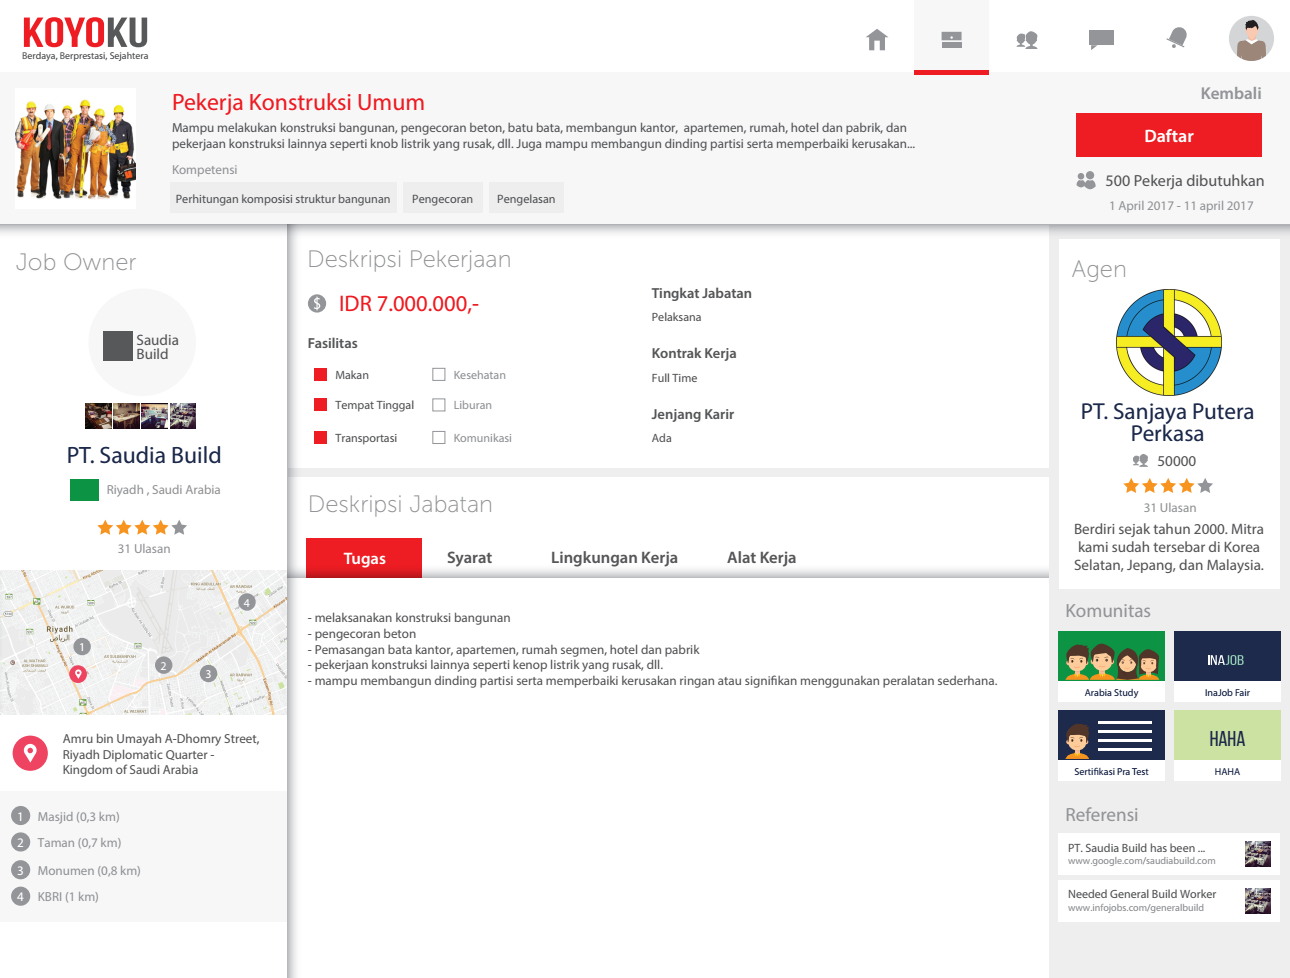 KOYOKU
Berdaya, Berprestasi, Sejahtera
Pekerja Konstruksi Umum
Mampu melakukan konstruksi bangunan, pengecoran beton, batu bata, membangun kantor, apartemen, rumah, hotel dan pabrik, dan
pekerjaan konstruksi lainnya seperti knob listrik yang rusak, dll. Juga mampu membangun dinding partisi serta memperbaiki kerusakan...
Kompetensi
Perhitungan komposisi struktur bangunan
Pengecoran
Pengelasan
Kembali
Daftar
500 Pekerja dibutuhkan
1 April 2017 - 11 april 2017
Job Owner
Saudia
Build
PT. Saudia Build
Riyadh , Saudi Arabia
31 Ulasan
Riyadh
الرياض
4
1
2
3
Amru bin Umayah A-Dhomry Street,
Riyadh Diplomatic Quarter -
Kingdom of Saudi Arabia
1 Masjid (0,3 km)
2 Taman (0,7 km)
3 Monumen (0,8 km)
4 KBRI (1 km)
Deskripsi Pekerjaan
$ IDR 7.000.000,-
Fasilitas
Makan
Kesehatan
Tempat Tinggal
Liburan
Transportasi
Komunikasi
Tingkat Jabatan
Pelaksana
Kontrak Kerja
Full Time
Jenjang Karir
Ada
Deskripsi Jabatan
Tugas
Syarat
Lingkungan Kerja
Alat Kerja
- melaksanakan konstruksi bangunan
- pengecoran beton
- Pemasangan bata kantor, apartemen, rumah segmen, hotel dan pabrik
- pekerjaan konstruksi lainnya seperti kenop listrik yang rusak, dll.
- mampu membangun dinding partisi serta memperbaiki kerusakan ringan atau signifikan menggunakan peralatan sederhana.
Agen
PT. Sanjaya Putera
Perkasa
50000
31 Ulasan
Berdiri sejak tahun 2000. Mitra
kami sudah tersebar di Korea
Selatan, Jepang, dan Malaysia.
Komunitas
Arabia Study
INAJOB
InaJob Fair
Sertifikasi Pra Test
HAHA
HAHA
Referensi
PT. Saudia Build has been ...
www.google.com/saudiabuild.com
Needed General Build Worker
www.infojobs.com/generalbuild